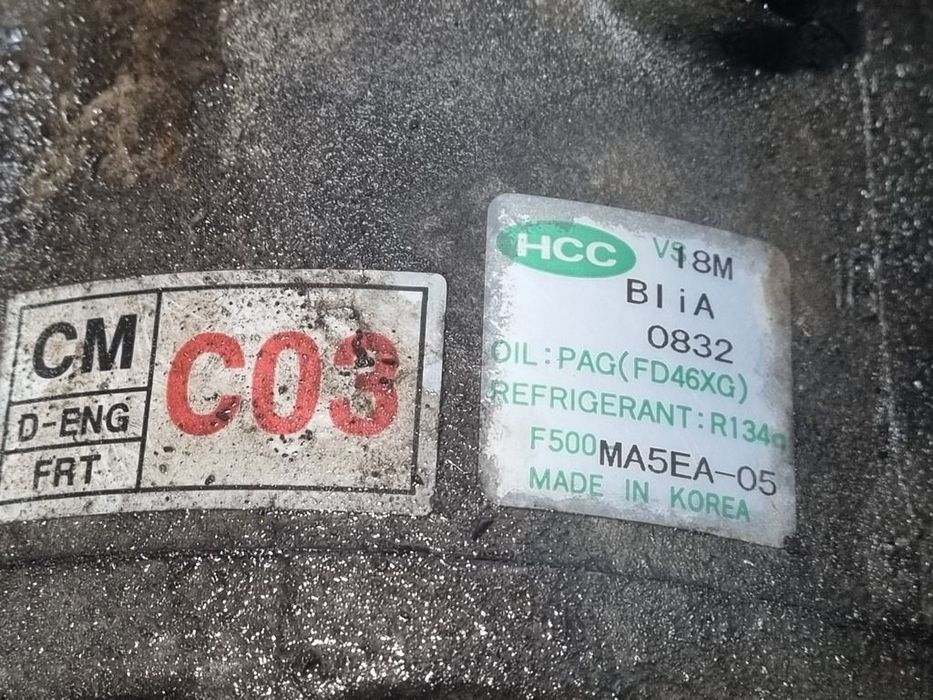 CM
D-ENG
FRT
C03
HCC VS18M
BIiA
0832
OIL:PAG(FD46XG)
REFRIGERANT:R134a
F500MA5EA-05
MADE IN KOREA